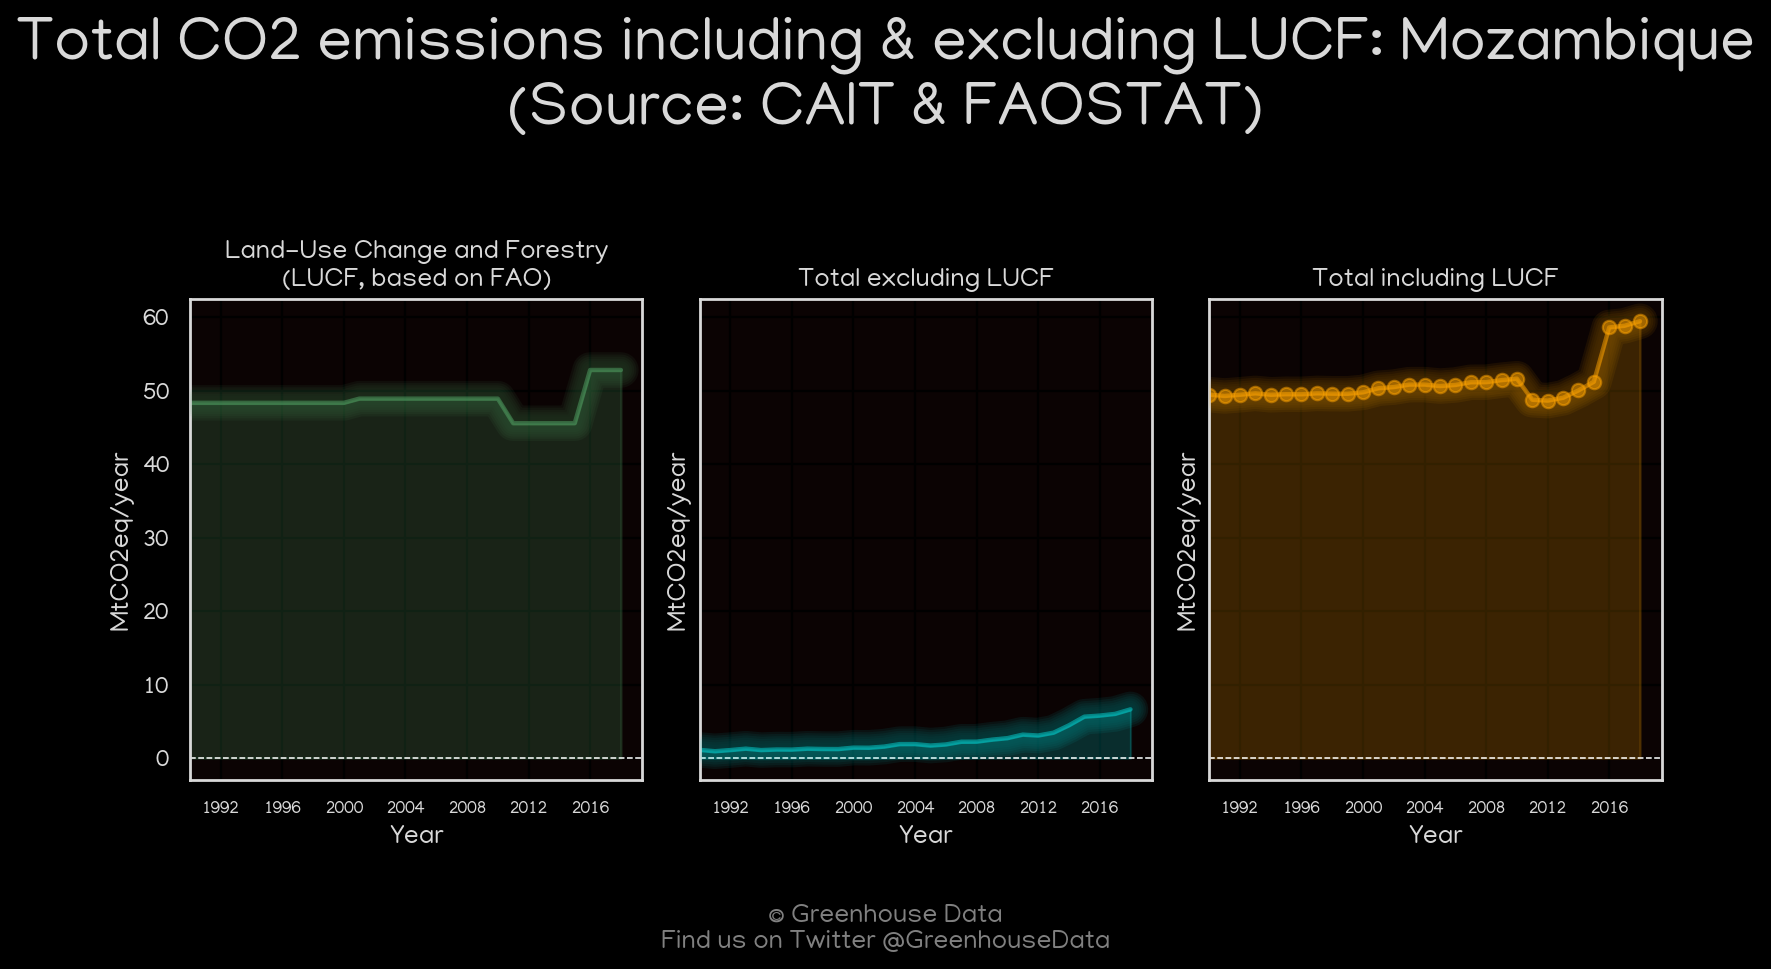 Total CO2 emissions including & excluding LUCF: Mozambique
(Source: CAIT & FAOSTAT)
Land-Use Change and Forestry
(LUCF, based on FAO)
MtCO2eq/year
60
50
40
30
20
10
0
1992 1996 2000 2004 2008 2012 2016
Year
Total excluding LUCF
MtCO2eq/year
1992 1996 2000 2004 2008 2012 2016
Year
Total including LUCF
MtCO2eq/year
1992 1996 2000 2004 2008 2012 2016
Year
© Greenhouse Data
Find us on Twitter @GreenhouseData